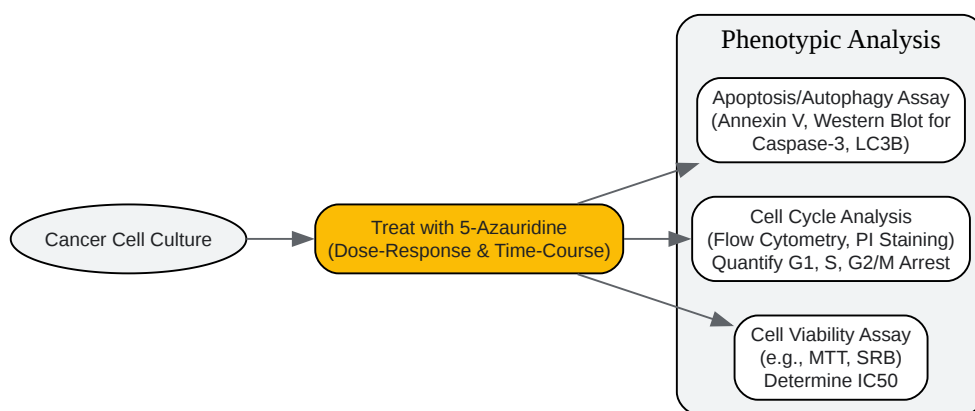 Phenotypic Analysis
Apoptosis/Autophagy Assay
(Annexin V, Western Blot for
Caspase-3, LC3B)
Cancer Cell Culture
Treat with 5-Azauridine
(Dose-Response & Time-Course)
Cell Cycle Analysis
(Flow Cytometry, PI Staining)
Quantify G1, S, G2/M Arrest
Cell Viability Assay
(e.g., MTT, SRB)
Determine IC50